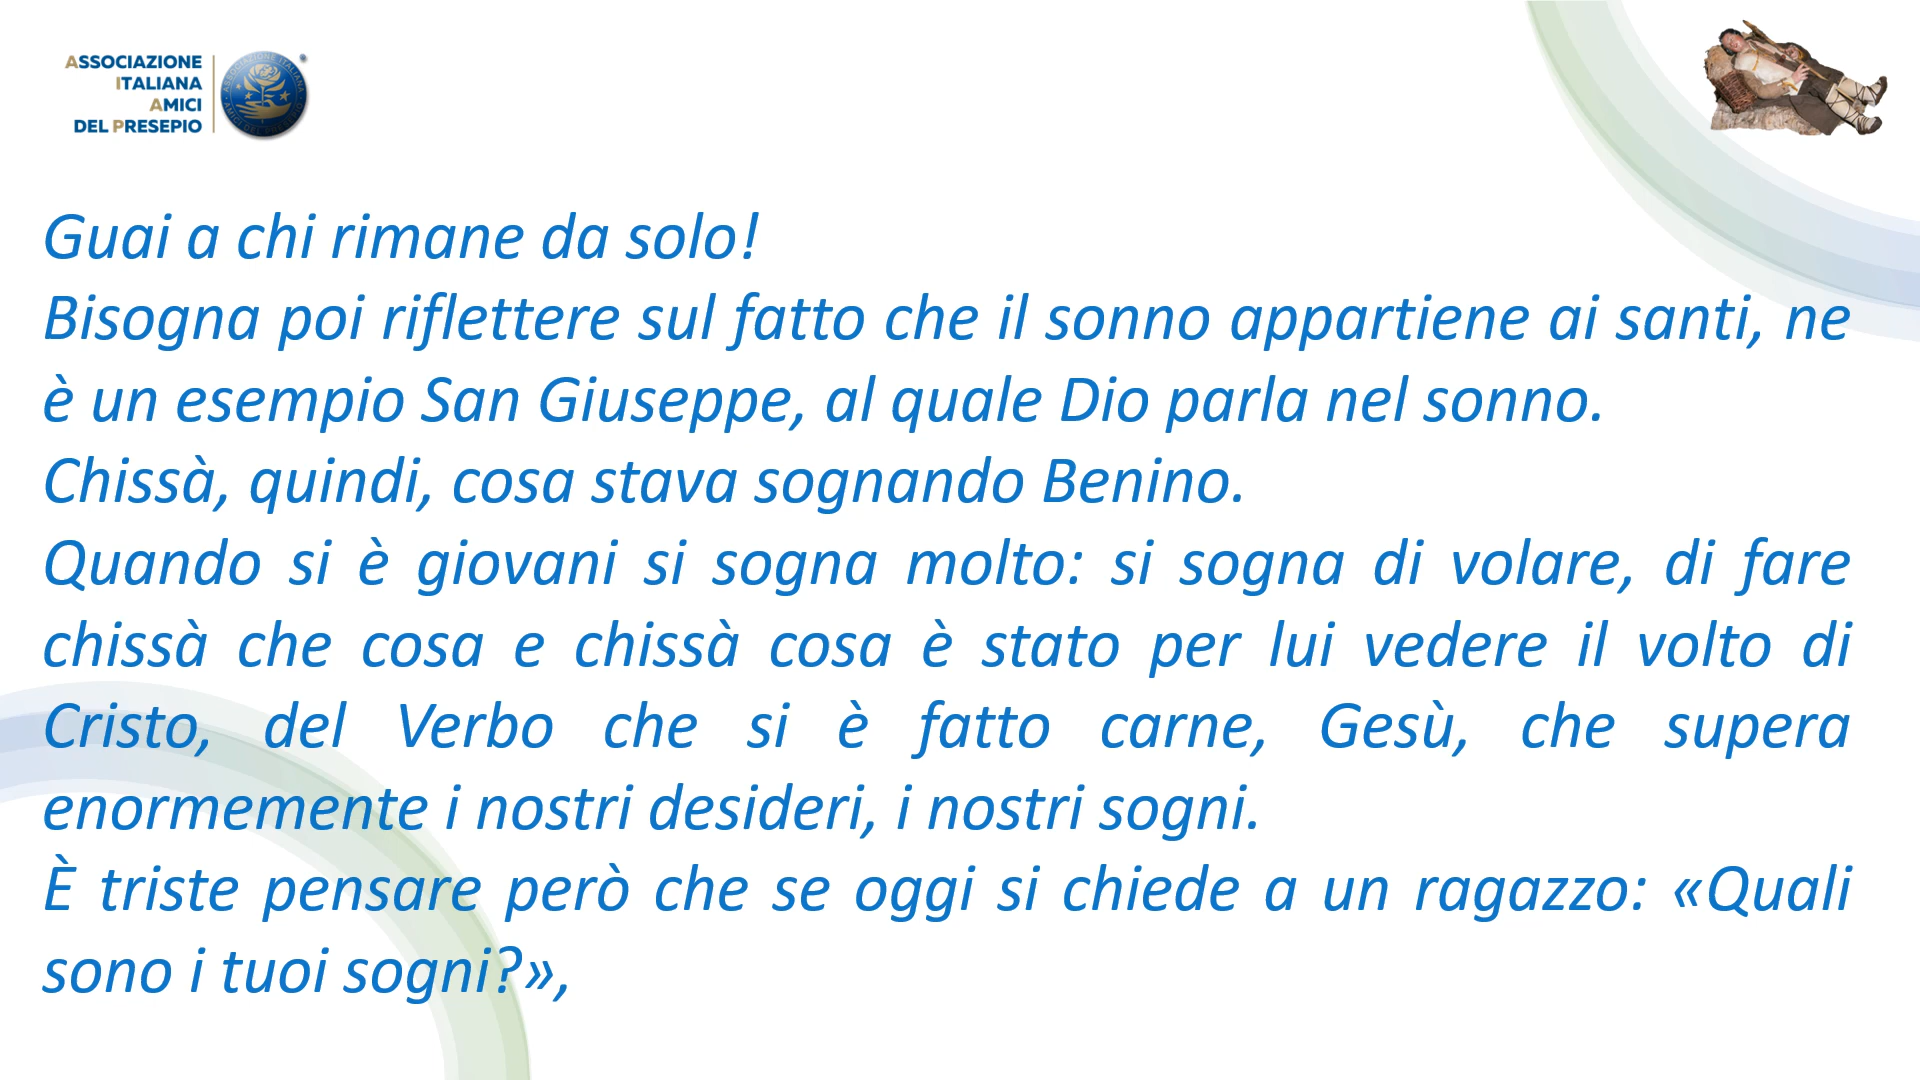 ASSOCIAZIONE
ITALIANA
AMICI
DEL PRESEPIO
Guai a chi rimane da solo!
Bisogna poi riflettere sul fatto che il sonno appartiene ai santi, ne
è un esempio San Giuseppe, al quale Dio parla nel sonno.
Chissà, quindi, cosa stava sognando Benino.
Quando si è giovani si sogna molto: si sogna di volare, di fare
chissà che cosa e chissà cosa è stato per lui vedere il volto di
Cristo, del Verbo che si è fatto carne, Gesù, che supera
enormemente i nostri desideri, i nostri sogni.
È triste pensare però che se oggi si chiede a un ragazzo: «Quali
sono i tuoi sogni?»,